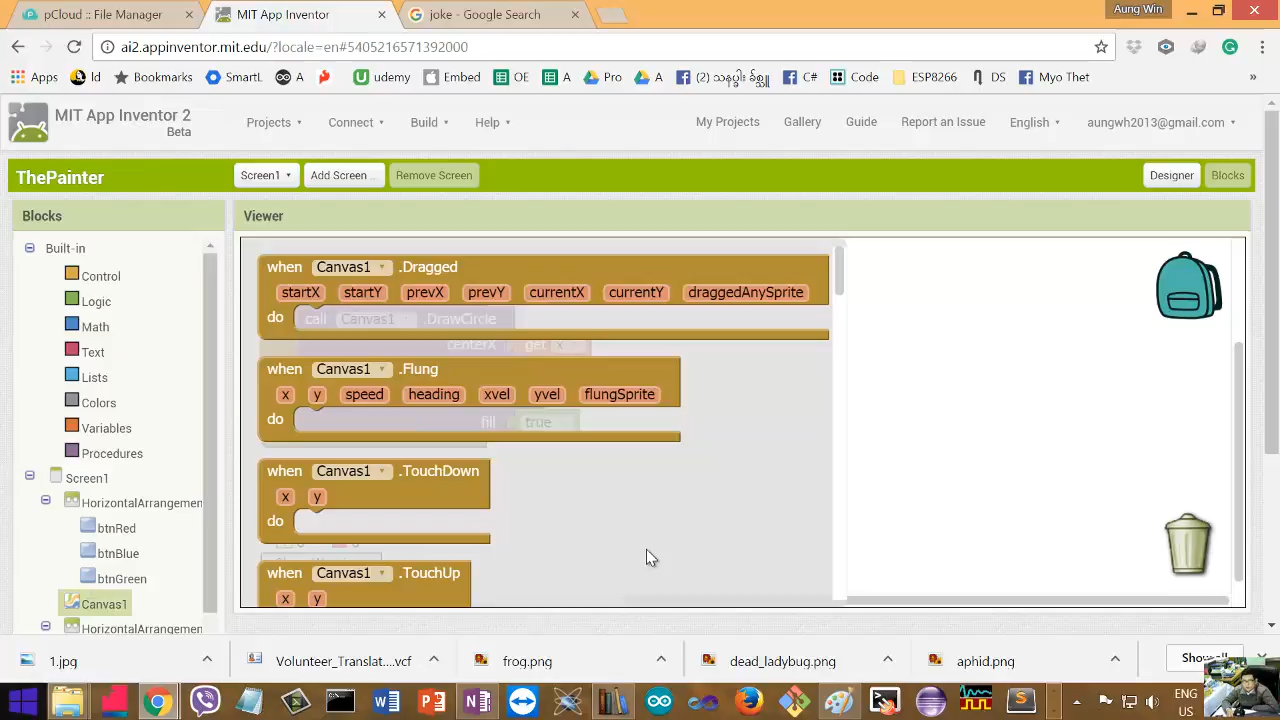 Aung Win
pCloud :: File Manager
MIT App Inventor
joke - Google Search
ai2.appinventor.mit.edu/?locale=en#5405216571392000
Apps
Id
Bookmarks
SmartL
A
udemy
Embed
OE
A
Pro
A
C#
Code
ESP8266
DS
Myo Thet
»
MIT App Inventor 2
Beta
Projects
Connect
Build
Help
My Projects
Gallery
Guide
Report an Issue
English
aungwh2013@gmail.com
ThePainter
Screen1
Add Screen ...
Remove Screen
Designer
Blocks
Blocks
Viewer
Built-in
Control
Logic
Math
Text
Lists
Colors
Variables
Procedures
Screen1
HorizontalArrangemen
btnRed
btnBlue
btnGreen
Canvas1
HorizontalArrangemen
when Canvas1 .Dragged
startX startY prevX prevY currentX currentY draggedAnySprite
do
call Canvas1 .DrawCircle
centerX get x
when Canvas1 .Flung
x y speed heading xvel yvel flungSprite
do
fill true
when Canvas1 .TouchDown
x y
do
when Canvas1 .TouchUp
x y
1.jpg
Volunteer_Translat....vcf
frog.png
dead_ladybug.png
aphid.png
ENG
US